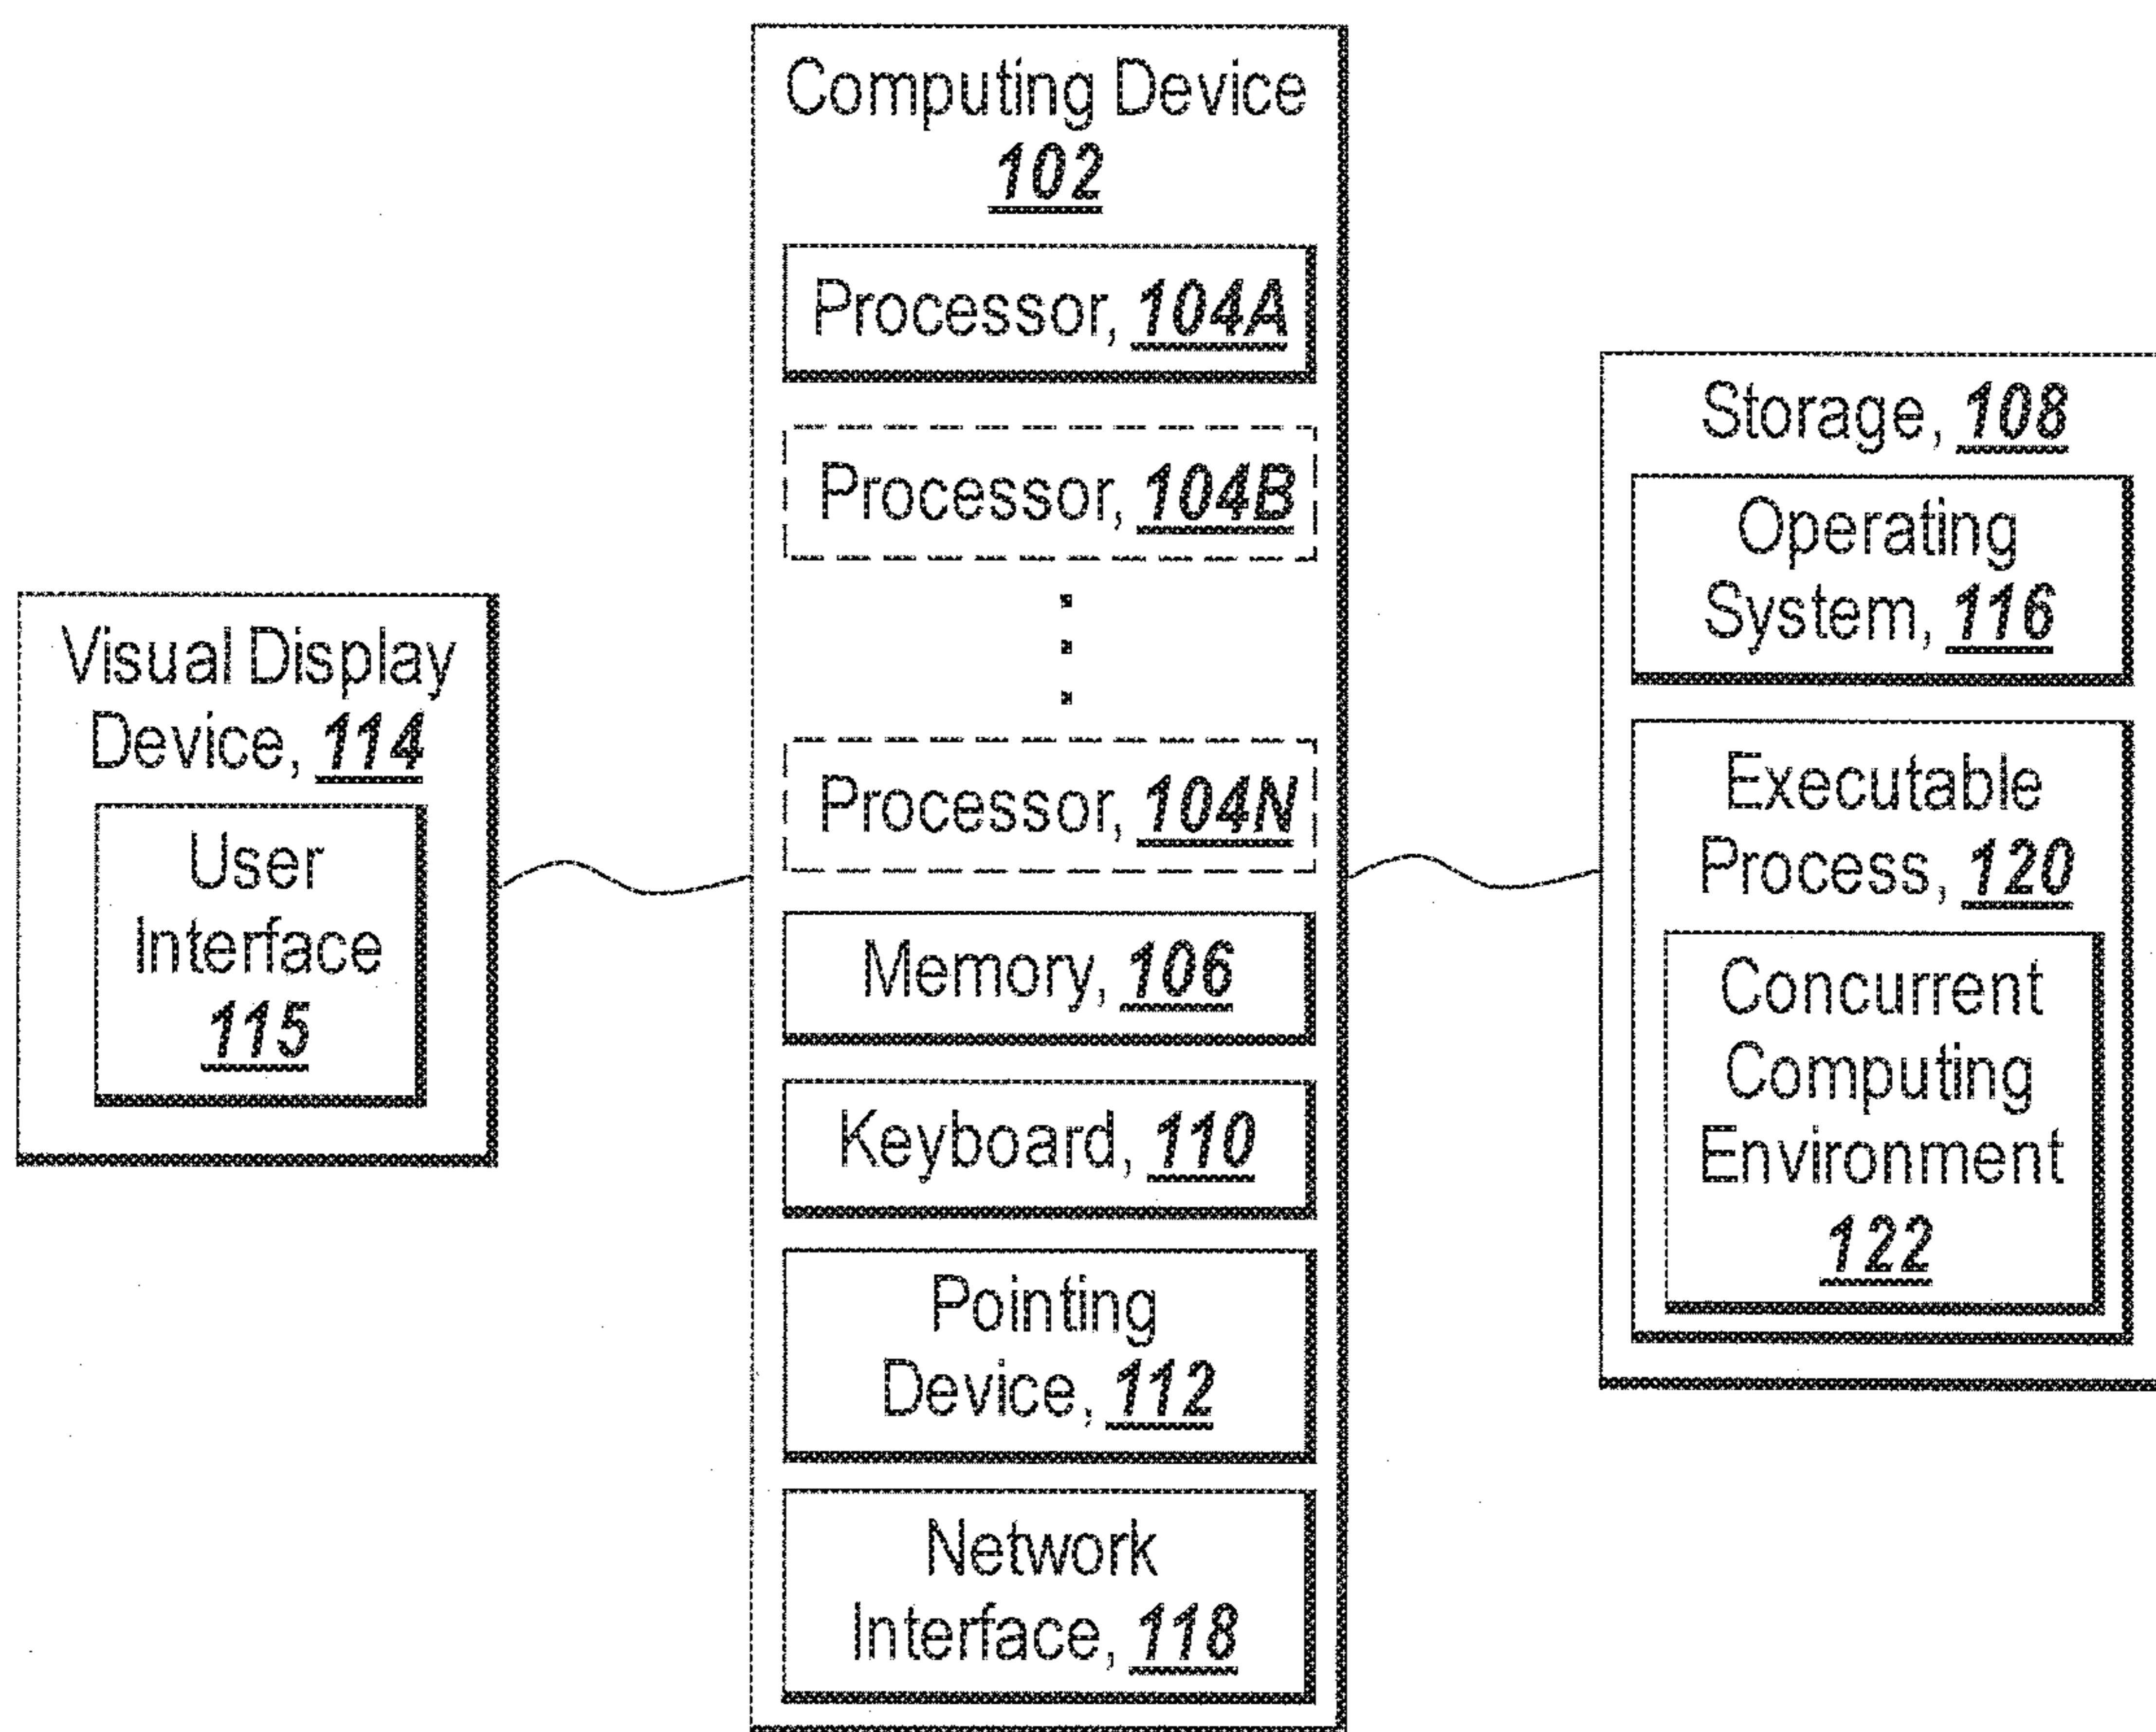 Computing Device
102
Processor, 104A
Processor, 104B
Processor, 104N
Memory, 106
Keyboard, 110
Pointing
Device, 112
Network
Interface, 118
Visual Display
Device, 114
User
Interface
115
Storage, 108
Operating
System, 116
Executable
Process, 120
Concurrent
Computing
Environment
122